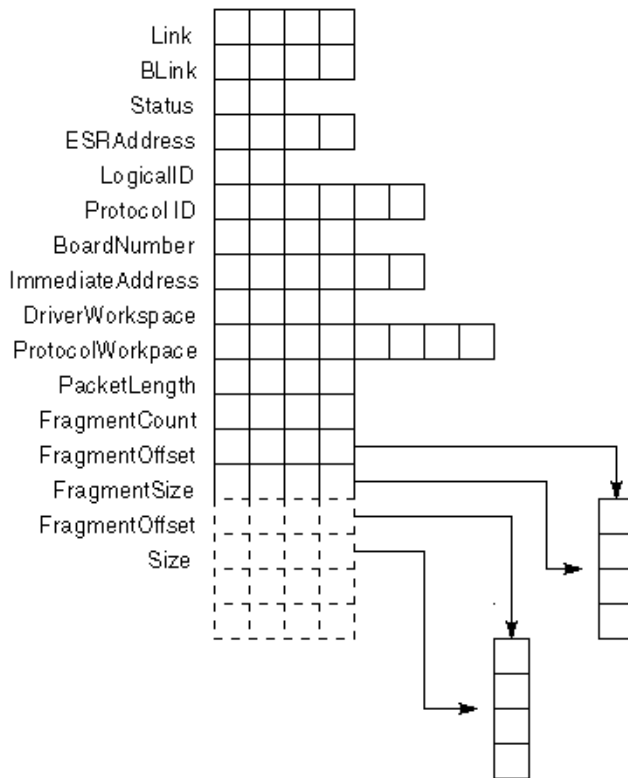 Link
BLink
Status
ESRAddress
LogicalID
Protocol ID
BoardNumber
ImmediateAddress
DriverWorkspace
ProtocolWorkpace
PacketLength
FragmentCount
FragmentOffset
FragmentSize
FragmentOffset
Size